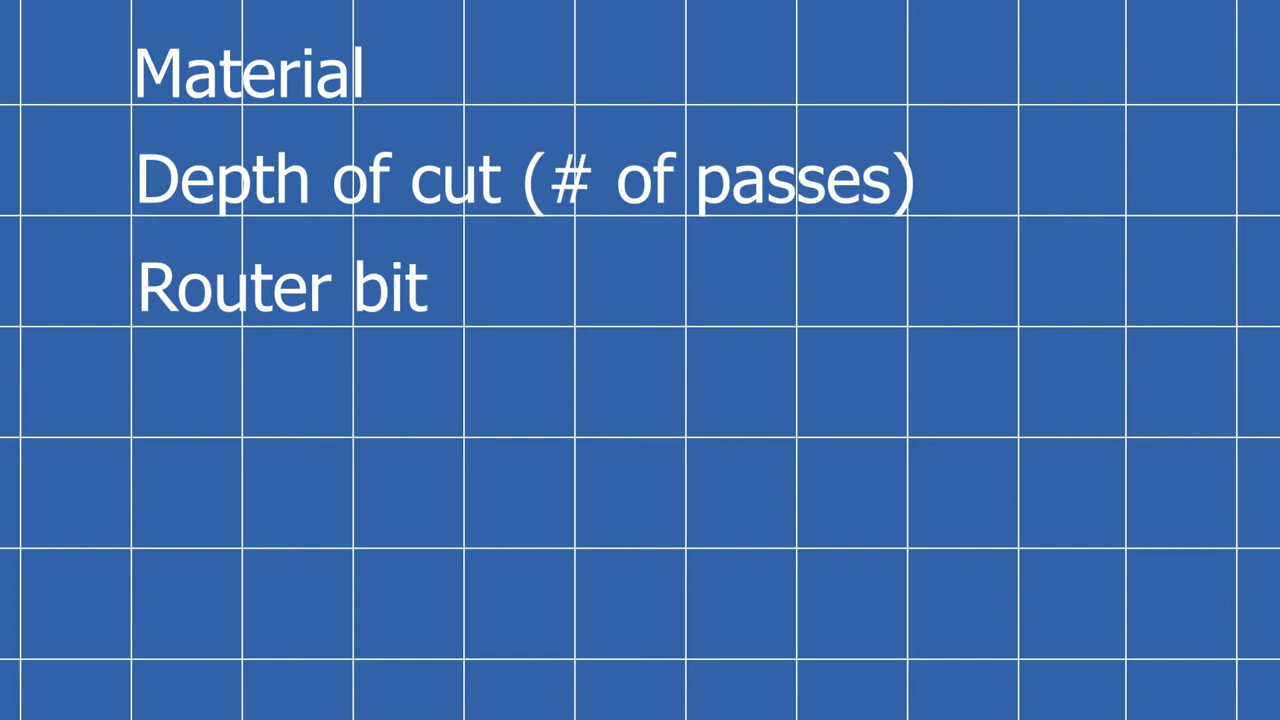 Material
Depth of cut (# of passes)
Router bit